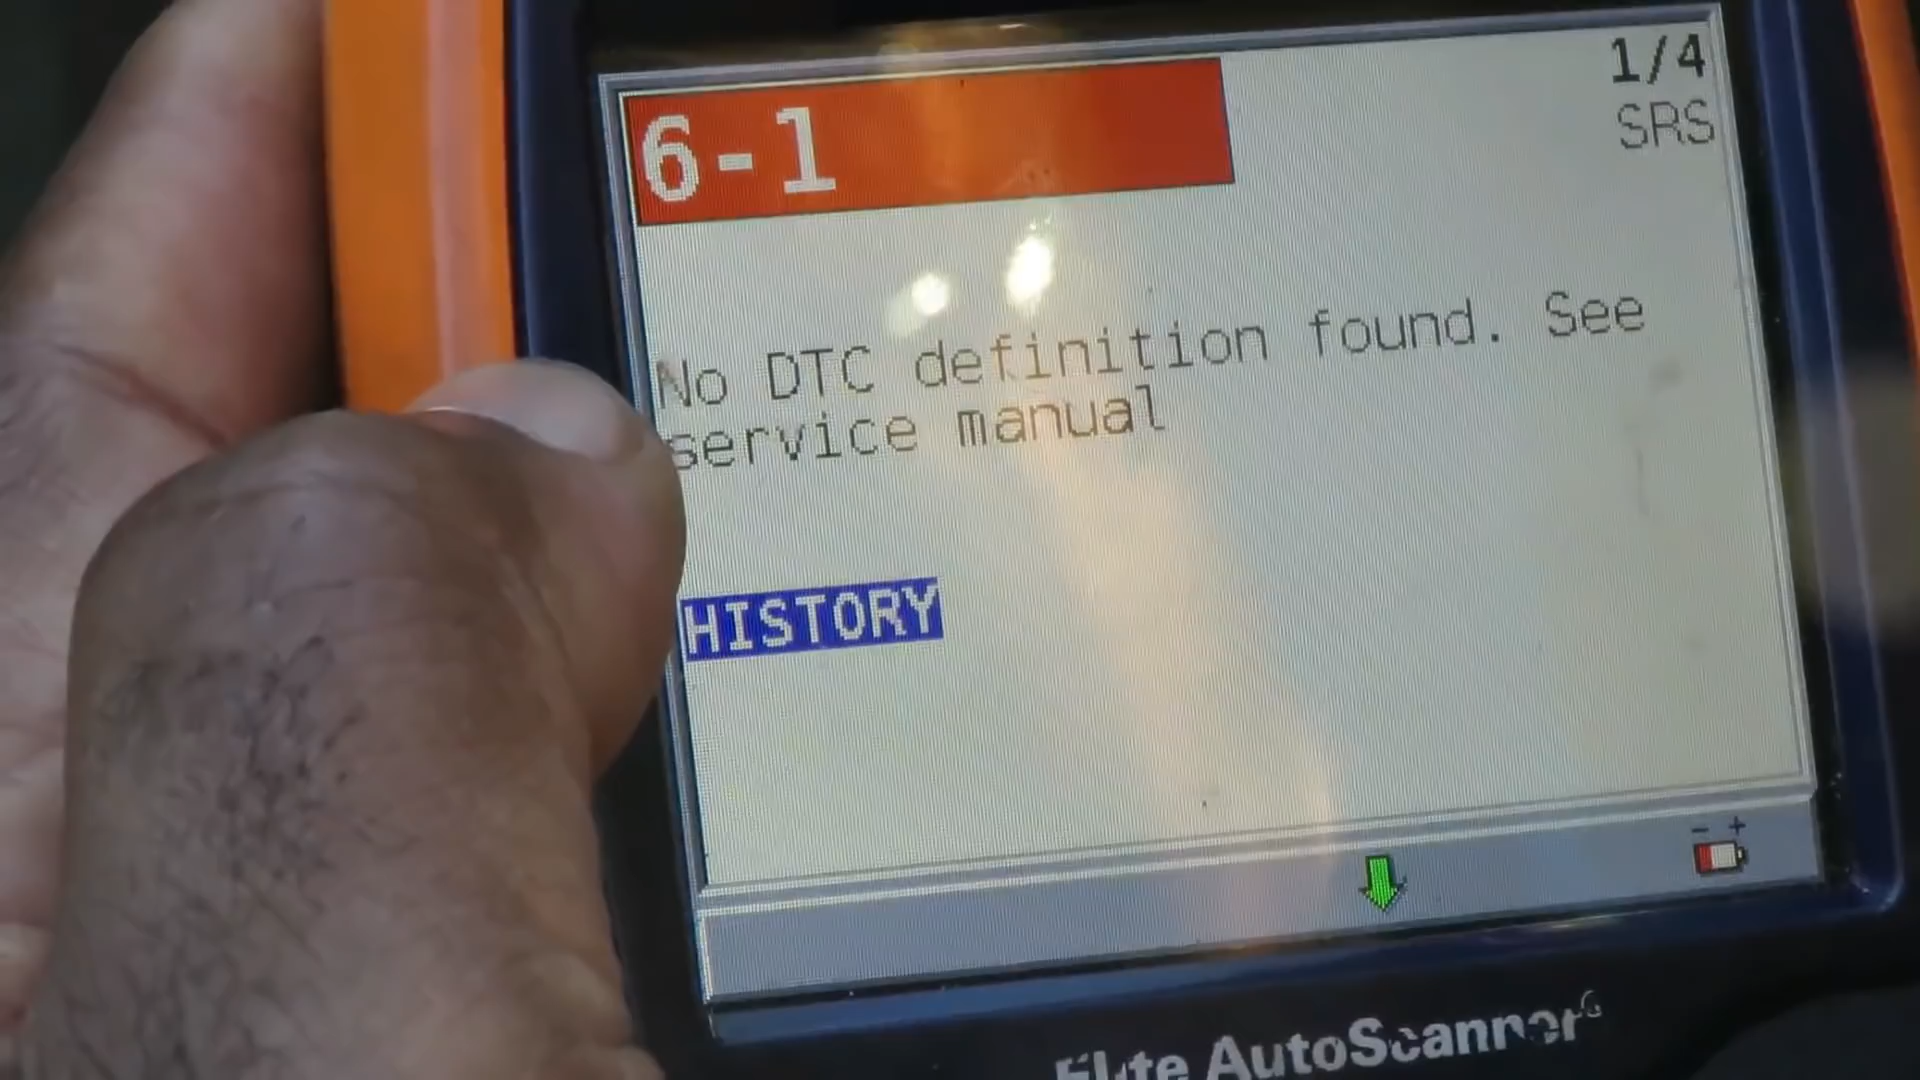 6-1
1/4
SRS
No DTC definition found. See
service manual
HISTORY
- +
Elite AutoScanner